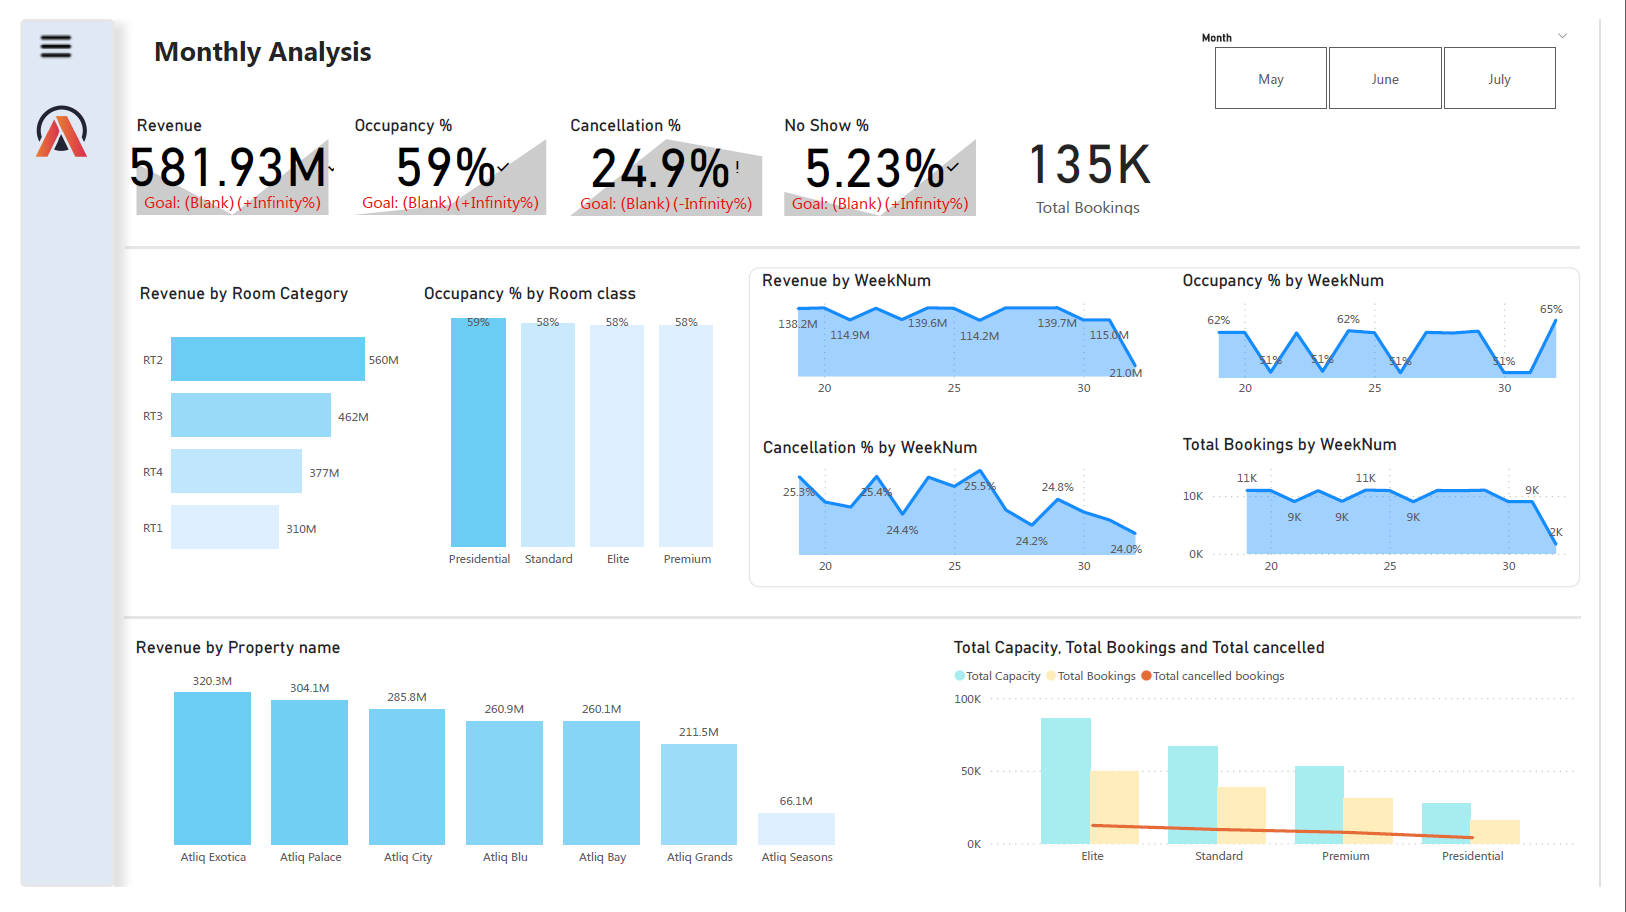 Monthly Analysis
Month
May
June
July
Revenue
581.93M
Goal: (Blank) (+Infinity%)
Occupancy %
59%
Goal: (Blank) (+Infinity%)
Cancellation %
24.9% !
Goal: (Blank) (-Infinity%)
No Show %
5.23%
Goal: (Blank) (+Infinity%)
135K
Total Bookings
Revenue by Room Category
RT2 560M
RT3 462M
RT4 377M
RT1 310M
Occupancy % by Room class
59% 58% 58% 58%
Presidential Standard Elite Premium
Revenue by WeekNum
138.2M 114.9M 139.6M 114.2M 139.7M 115.0M 21.0M
20 25 30
Occupancy % by WeekNum
62% 51% 51% 62% 51% 51% 65%
20 25 30
Cancellation % by WeekNum
25.3% 25.4% 24.4% 25.5% 24.2% 24.8% 24.0%
20 25 30
Total Bookings by WeekNum
10K
0K
11K 9K 9K 11K 9K 9K 2K
20 25 30
Revenue by Property name
320.3M 304.1M 285.8M 260.9M 260.1M 211.5M 66.1M
Atliq Exotica Atliq Palace Atliq City Atliq Blu Atliq Bay Atliq Grands Atliq Seasons
Total Capacity, Total Bookings and Total cancelled
Total Capacity Total Bookings Total cancelled bookings
100K
50K
0K
Elite Standard Premium Presidential